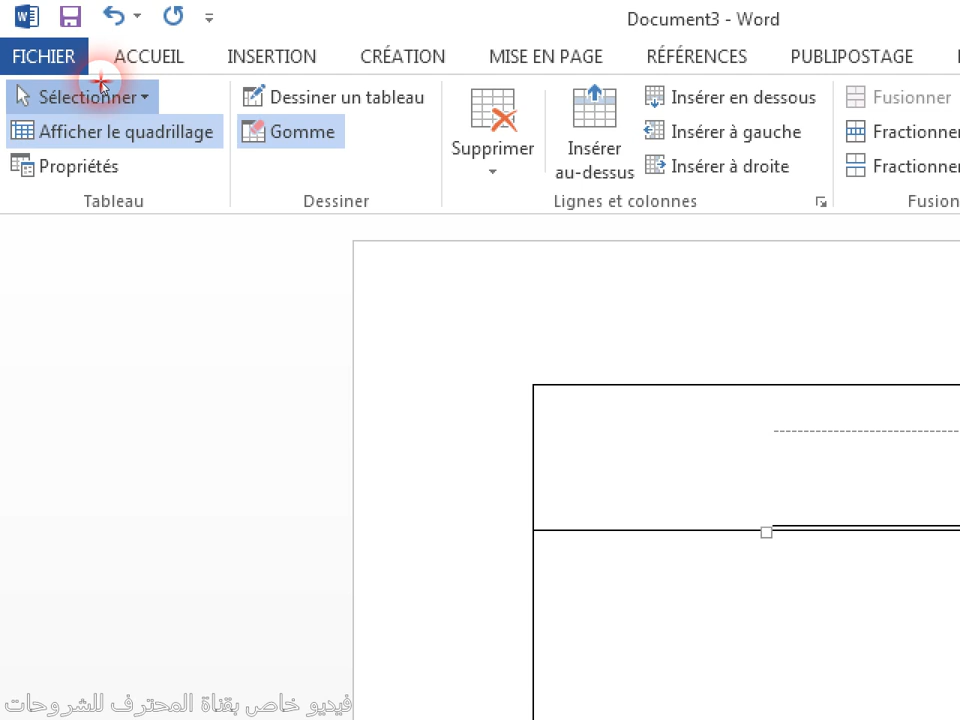 Document3 - Word
FICHIER ACCUEIL INSERTION CRÉATION MISE EN PAGE RÉFÉRENCES PUBLIPOSTAGE
Sélectionner
Afficher le quadrillage
Propriétés
Tableau
Dessiner un tableau
Gomme
Dessiner
Supprimer
Insérer
au-dessus
Insérer en dessous
Insérer à gauche
Insérer à droite
Lignes et colonnes
Fusionner
Fractionner
Fractionner
Fusion
فيديو خاص بقناة المحترف للشروحات